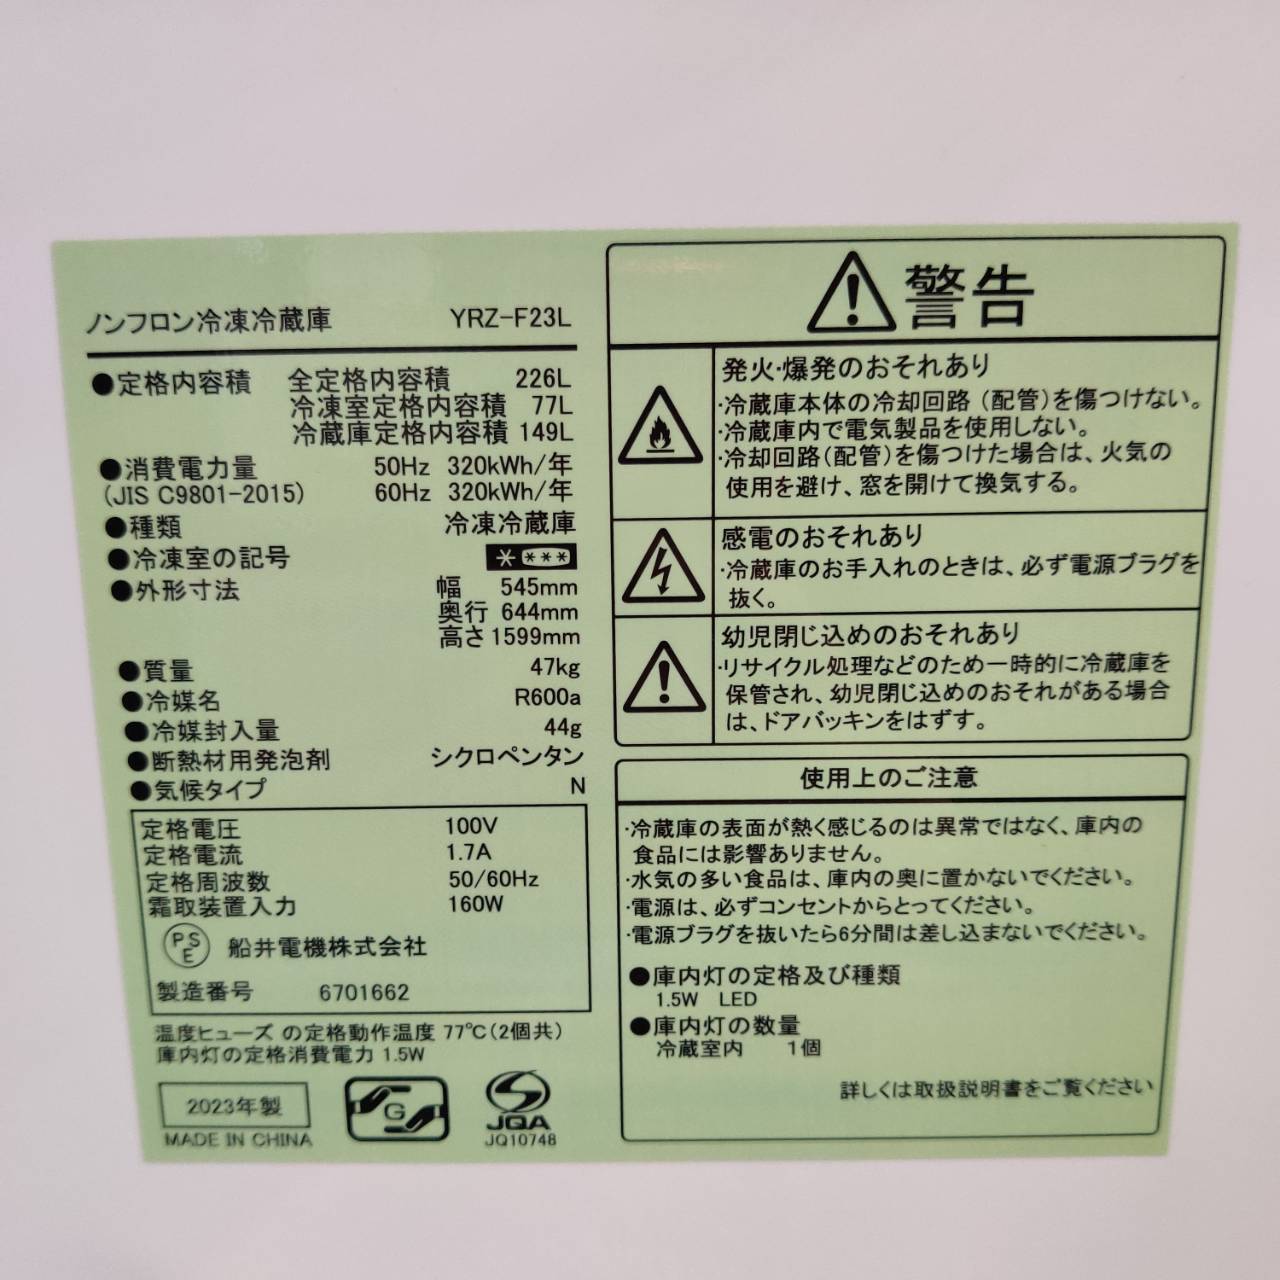 ノンフロン冷凍冷蔵庫 YRZ-F23L
●定格内容積 全定格内容積 226L
冷凍室定格内容積 77L
冷蔵庫定格内容積 149L
●消費電力量 50Hz 320kWh/年
(JIS C9801-2015) 60Hz 320kWh/年
●種類 冷凍冷蔵庫
●冷凍室の記号 * ***
●外形寸法 幅 545mm
奥行 644mm
高さ 1599mm
●質量 47kg
●冷媒名 R600a
●冷媒封入量 44g
●断熱材用発泡剤 シクロペンタン
●気候タイプ N
定格電圧 100V
定格電流 1.7A
定格周波数 50/60Hz
霜取装置入力 160W
PSE 船井電機株式会社
製造番号 6701662
温度ヒューズ の定格動作温度 77℃(2個共)
庫内灯の定格消費電力 1.5W
2023年製
MADE IN CHINA
G
JQA
JQ10748
警告
発火・爆発のおそれあり
・冷蔵庫本体の冷却回路(配管)を傷つけない。
・冷蔵庫内で電気製品を使用しない。
・冷却回路(配管)を傷つけた場合は、火気の
使用を避け、窓を開けて換気する。
感電のおそれあり
・冷蔵庫のお手入れのときは、必ず電源プラグを
抜く。
幼児閉じ込めのおそれあり
・リサイクル処理などのため一時的に冷蔵庫を
保管され、幼児閉じ込めのおそれがある場合
は、ドアパッキンをはずす。
使用上のご注意
・冷蔵庫の表面が熱く感じるのは異常ではなく、庫内の
食品には影響ありません。
・水気の多い食品は、庫内の奥に置かないでください。
・電源は、必ずコンセントからとってください。
・電源プラグを抜いたら6分間は差し込まないでください。
●庫内灯の定格及び種類
1.5W LED
●庫内灯の数量
冷蔵室内 1個
詳しくは取扱説明書をご覧ください